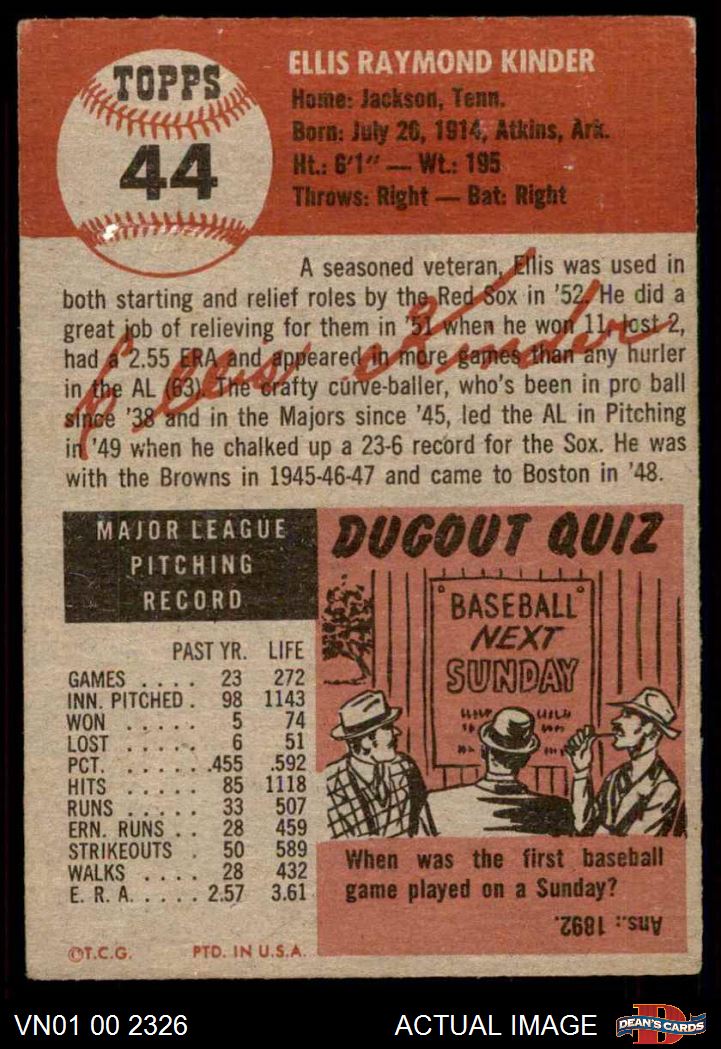 TOPPS
44
ELLIS RAYMOND KINDER
Home: Jackson, Tenn.
Born: July 26, 1914, Atkins, Ark.
Ht.: 6'1" — Wt.: 195
Throws: Right — Bat: Right
A seasoned veteran, Ellis was used in
both starting and relief roles by the Red Sox in '52. He did a
great job of relieving for them in '51 when he won 11, lost 2,
had a 2.55 ERA and appeared in more games than any hurler
in the AL (63). The crafty curve-baller, who's been in pro ball
since '38 and in the Majors since '45, led the AL in Pitching
in '49 when he chalked up a 23-6 record for the Sox. He was
with the Browns in 1945-46-47 and came to Boston in '48.
Ellis Kinder
MAJOR LEAGUE
PITCHING
RECORD
PAST YR. LIFE
GAMES .... 23 272
INN. PITCHED . 98 1143
WON ..... 5 74
LOST ..... 6 51
PCT. ...... .455 .592
HITS ..... 85 1118
RUNS ..... 33 507
ERN. RUNS .. 28 459
STRIKEOUTS . 50 589
WALKS .... 28 432
E. R. A. .... 2.57 3.61
©T.C.G. PTD. IN U.S.A.
DUGOUT QUIZ
BASEBALL
NEXT
SUNDAY
When was the first baseball
game played on a Sunday?
Ans.: 1892.
VN01 00 2326 ACTUAL IMAGE
D
DEAN'S CARDS